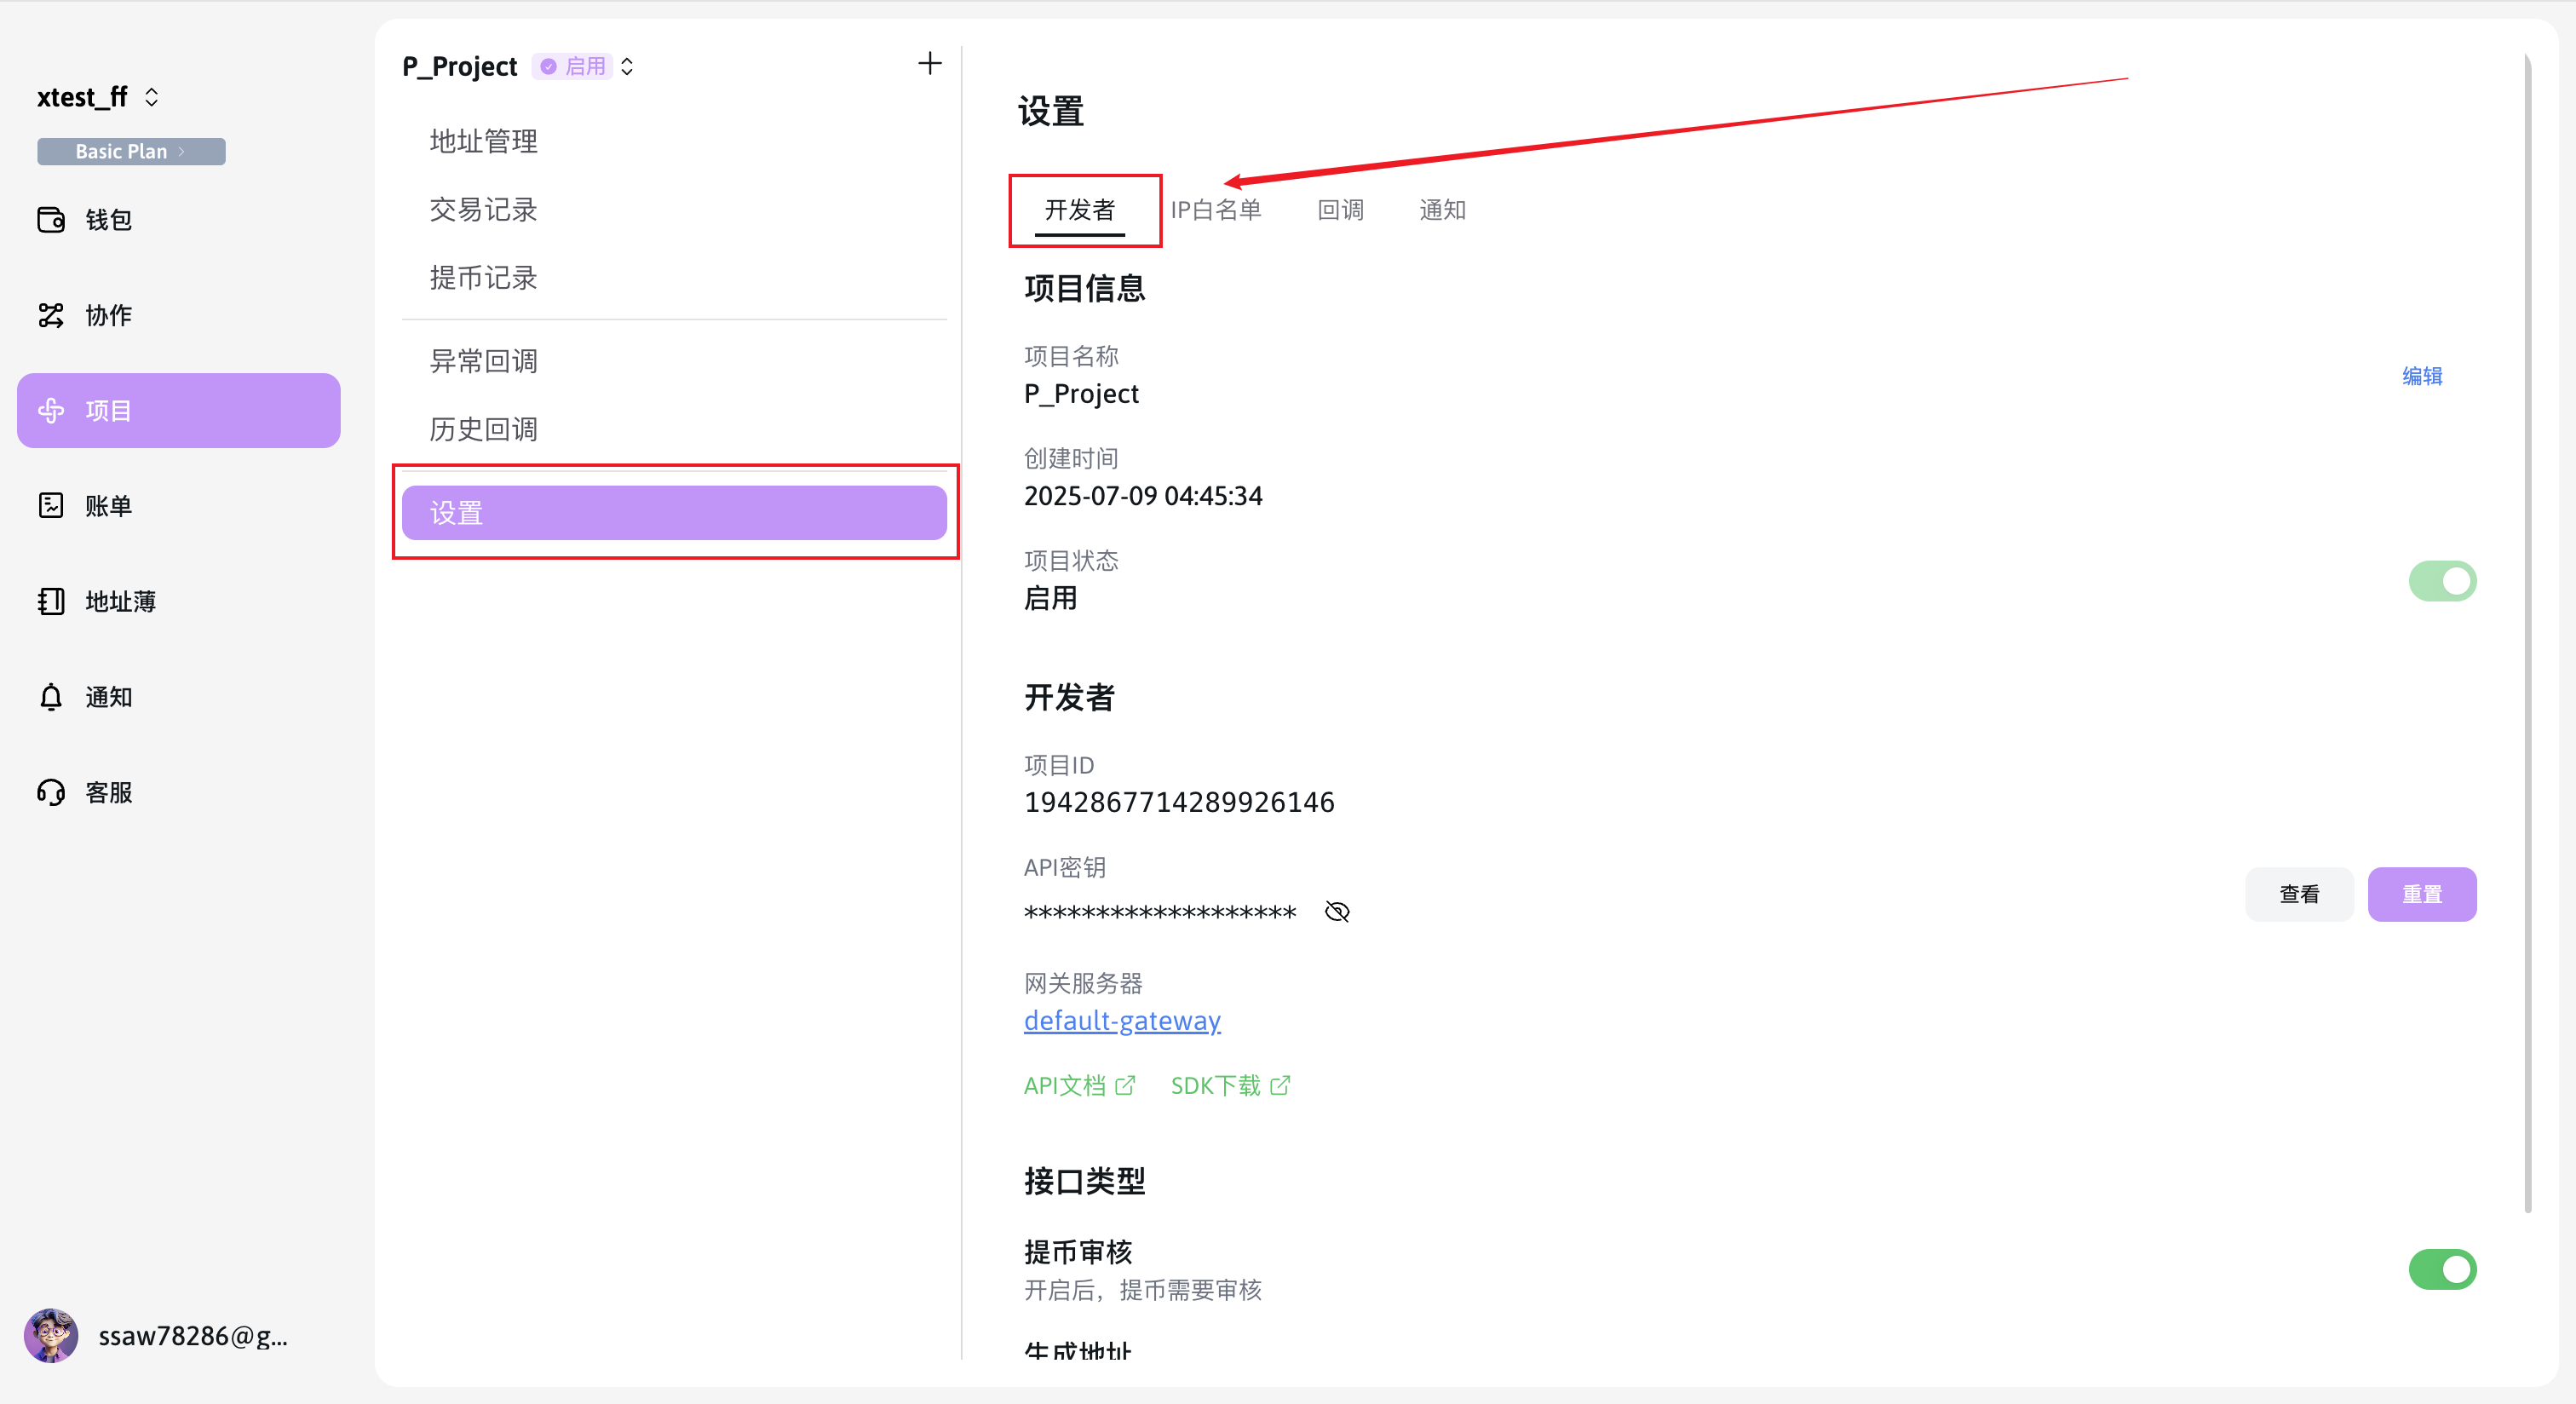 xtest_ff
Basic Plan
钱包
协作
项目
账单
地址薄
通知
客服
ssaw78286@g...
P_Project 启用
地址管理
交易记录
提币记录
异常回调
历史回调
设置
设置
开发者 IP白名单 回调 通知
项目信息
项目名称
P_Project
编辑
创建时间
2025-07-09 04:45:34
项目状态
启用
开发者
项目ID
1942867714289926146
API密钥
*******************
查看 重置
网关服务器
default-gateway
API文档 SDK下载
接口类型
提币审核
开启后，提币需要审核
生成地址